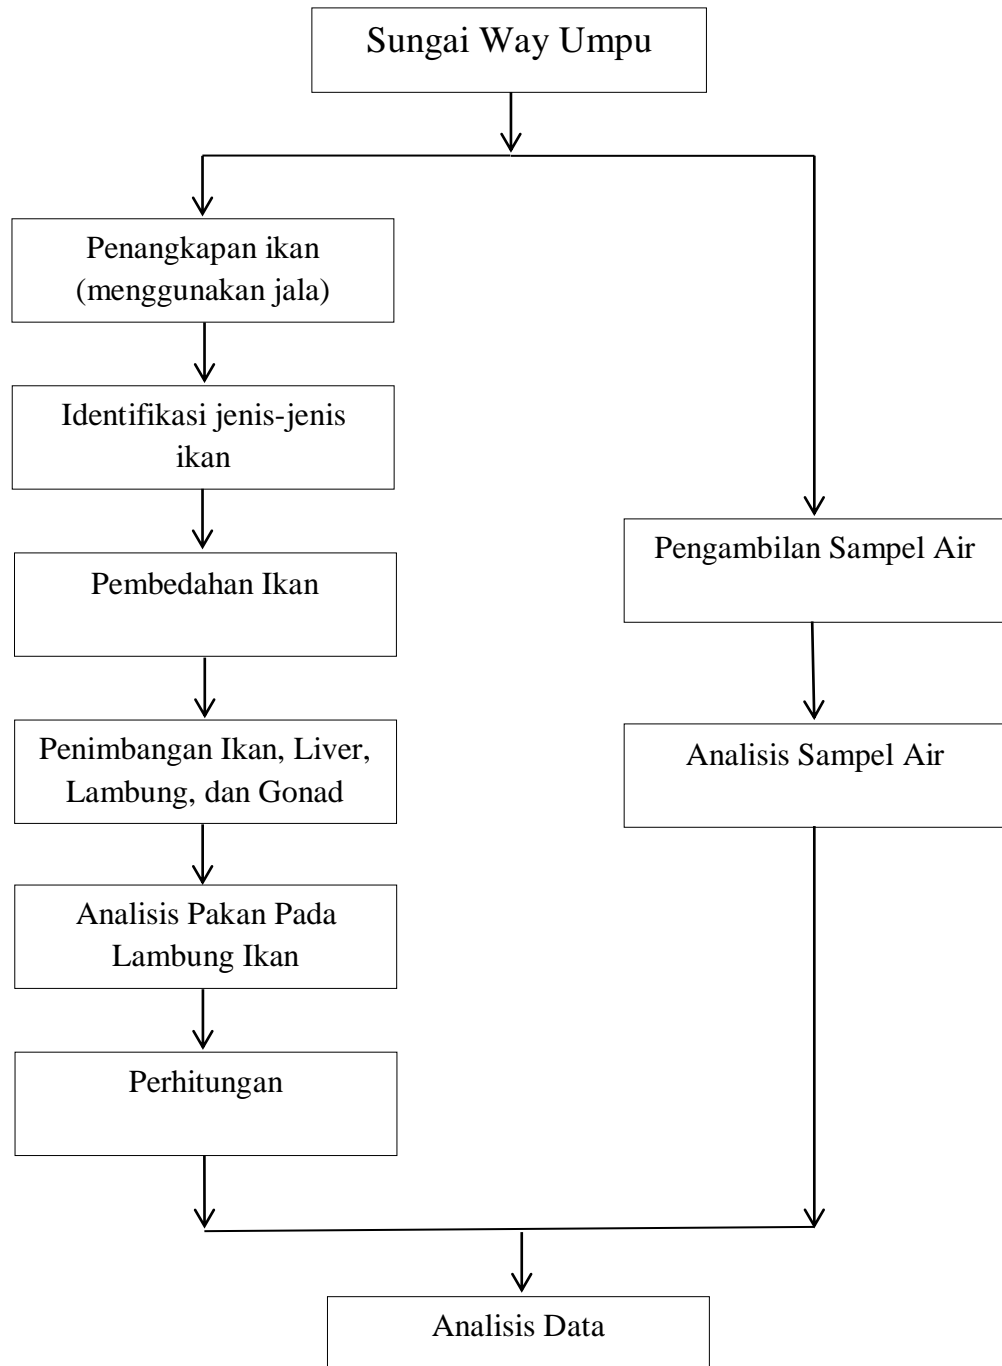 Sungai Way Umpu
Penangkapan ikan
(menggunakan jala)
Identifikasi jenis-jenis
ikan
Pembedahan Ikan
Penimbangan Ikan, Liver,
Lambung, dan Gonad
Analisis Pakan Pada
Lambung Ikan
Perhitungan
Pengambilan Sampel Air
Analisis Sampel Air
Analisis Data